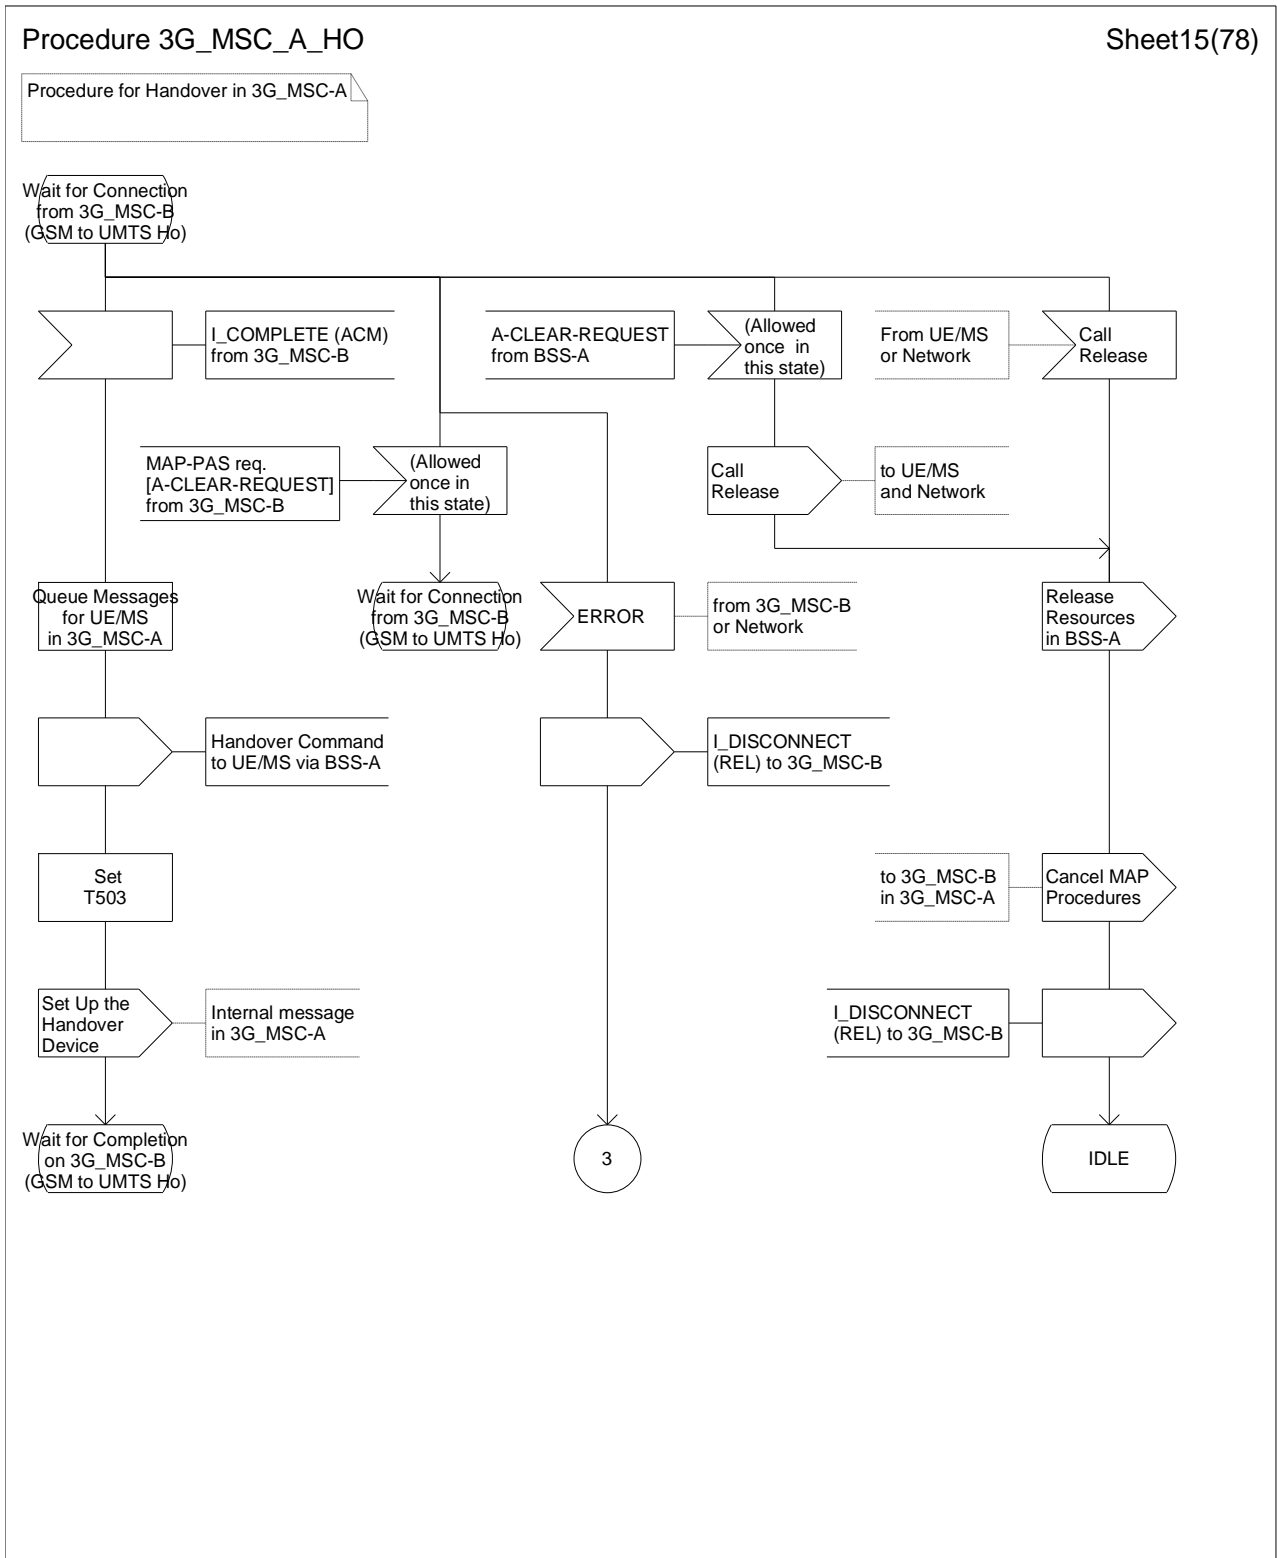 Procedure 3G_MSC_A_HO
Sheet15(78)
Procedure for Handover in 3G_MSC-A
Wait for Connection
from 3G_MSC-B
(GSM to UMTS Ho)
I_COMPLETE (ACM)
from 3G_MSC-B
A-CLEAR-REQUEST
from BSS-A
(Allowed
once in
this state)
From UE/MS
or Network
Call
Release
MAP-PAS req.
[A-CLEAR-REQUEST]
from 3G_MSC-B
(Allowed
once in
this state)
Call
Release
to UE/MS
and Network
Queue Messages
for UE/MS
in 3G_MSC-A
Wait for Connection
from 3G_MSC-B
(GSM to UMTS Ho)
ERROR
from 3G_MSC-B
or Network
Release
Resources
in BSS-A
Handover Command
to UE/MS via BSS-A
I_DISCONNECT
(REL) to 3G_MSC-B
Set
T503
to 3G_MSC-B
in 3G_MSC-A
Cancel MAP
Procedures
Set Up the
Handover
Device
Internal message
in 3G_MSC-A
I_DISCONNECT
(REL) to 3G_MSC-B
Wait for Completion
on 3G_MSC-B
(GSM to UMTS Ho)
3
IDLE